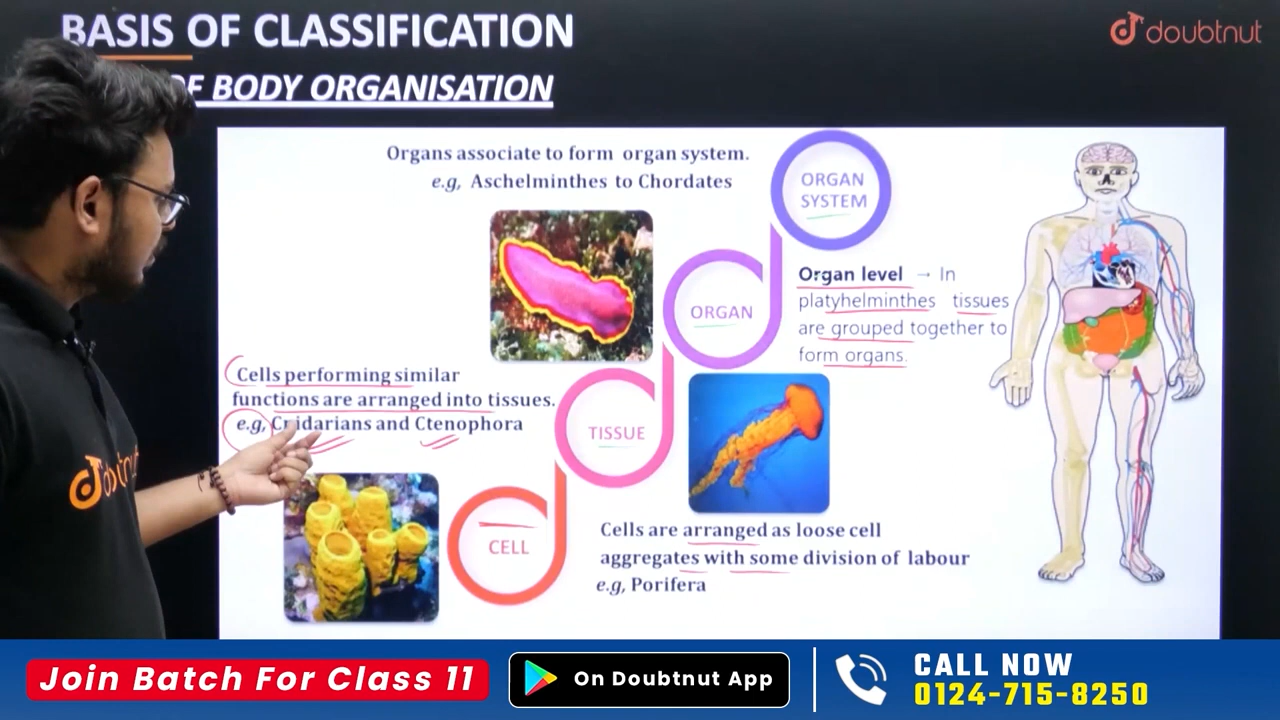 BASIS OF CLASSIFICATION
doubtnut
OF BODY ORGANISATION
Organs associate to form organ system.
e.g, Aschelminthes to Chordates
ORGAN
SYSTEM
Organ level → In
platyhelminthes tissues
are grouped together to
form organs.
ORGAN
Cells performing similar
functions are arranged into tissues.
e.g, Cnidarians and Ctenophora
TISSUE
CELL
Cells are arranged as loose cell
aggregates with some division of labour
e.g, Porifera
doubtnut
Join Batch For Class 11
On Doubtnut App
CALL NOW
0124-715-8250